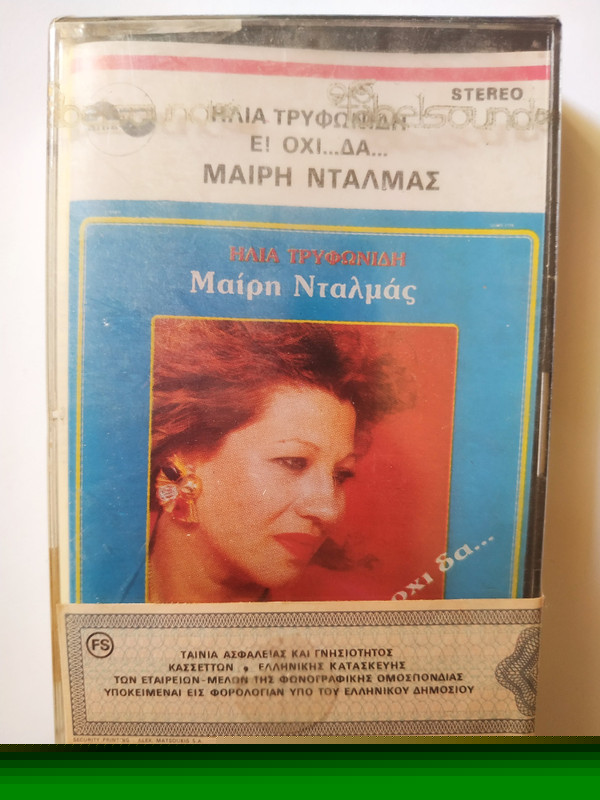 STEREO
ΗΛΙΑ ΤΡΥΦΩΝΙΔΗ
Ε! ΟΧΙ...ΔΑ...
ΜΑΙΡΗ ΝΤΑΛΜΑΣ
ΗΛΙΑ ΤΡΥΦΩΝΙΔΗ
Μαίρη Νταλμάς
οχι δα...
FS
ΤΑΙΝΙΑ ΑΣΦΑΛΕΙΑΣ ΚΑΙ ΓΝΗΣΙΟΤΗΤΟΣ
ΚΑΣΣΕΤΤΩΝ • ΕΛΛΗΝΙΚΗΣ ΚΑΤΑΣΚΕΥΗΣ
ΤΩΝ ΕΤΑΙΡΕΙΩΝ-ΜΕΛΩΝ ΤΗΣ ΦΩΝΟΓΡΑΦΙΚΗΣ ΟΜΟΣΠΟΝΔΙΑΣ
ΥΠΟΚΕΙΜΕΝΑΙ ΕΙΣ ΦΟΡΟΛΟΓΙΑΝ ΥΠΟ ΤΟΥ ΕΛΛΗΝΙΚΟΥ ΔΗΜΟΣΙΟΥ